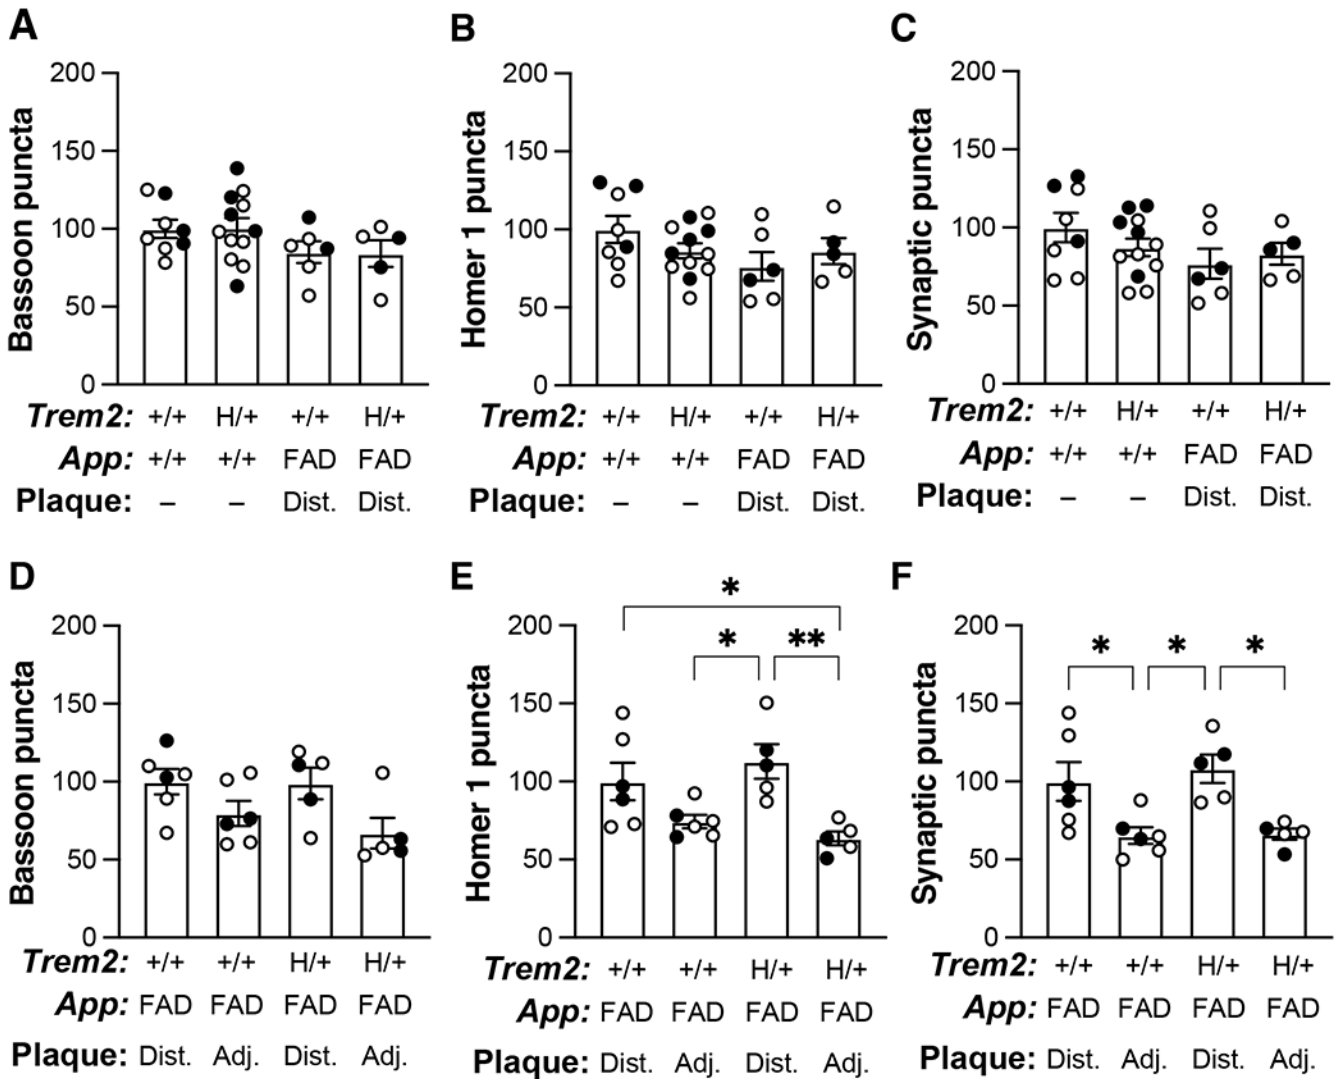 A
B
C
200
150
100
50
0
Bassoon puncta
200
150
100
50
0
Homer 1 puncta
200
150
100
50
0
Synaptic puncta
Trem2: +/+ H/+ +/+ H/+
App: +/+ +/+ FAD FAD
Plaque: – – Dist. Dist.
Trem2: +/+ H/+ +/+ H/+
App: +/+ +/+ FAD FAD
Plaque: – – Dist. Dist.
Trem2: +/+ H/+ +/+ H/+
App: +/+ +/+ FAD FAD
Plaque: – – Dist. Dist.
D
E
F
200
150
100
50
0
Bassoon puncta
*
* **
200
150
100
50
0
Homer 1 puncta
* * *
200
150
100
50
0
Synaptic puncta
Trem2: +/+ +/+ H/+ H/+
App: FAD FAD FAD FAD
Plaque: Dist. Adj. Dist. Adj.
Trem2: +/+ +/+ H/+ H/+
App: FAD FAD FAD FAD
Plaque: Dist. Adj. Dist. Adj.
Trem2: +/+ +/+ H/+ H/+
App: FAD FAD FAD FAD
Plaque: Dist. Adj. Dist. Adj.